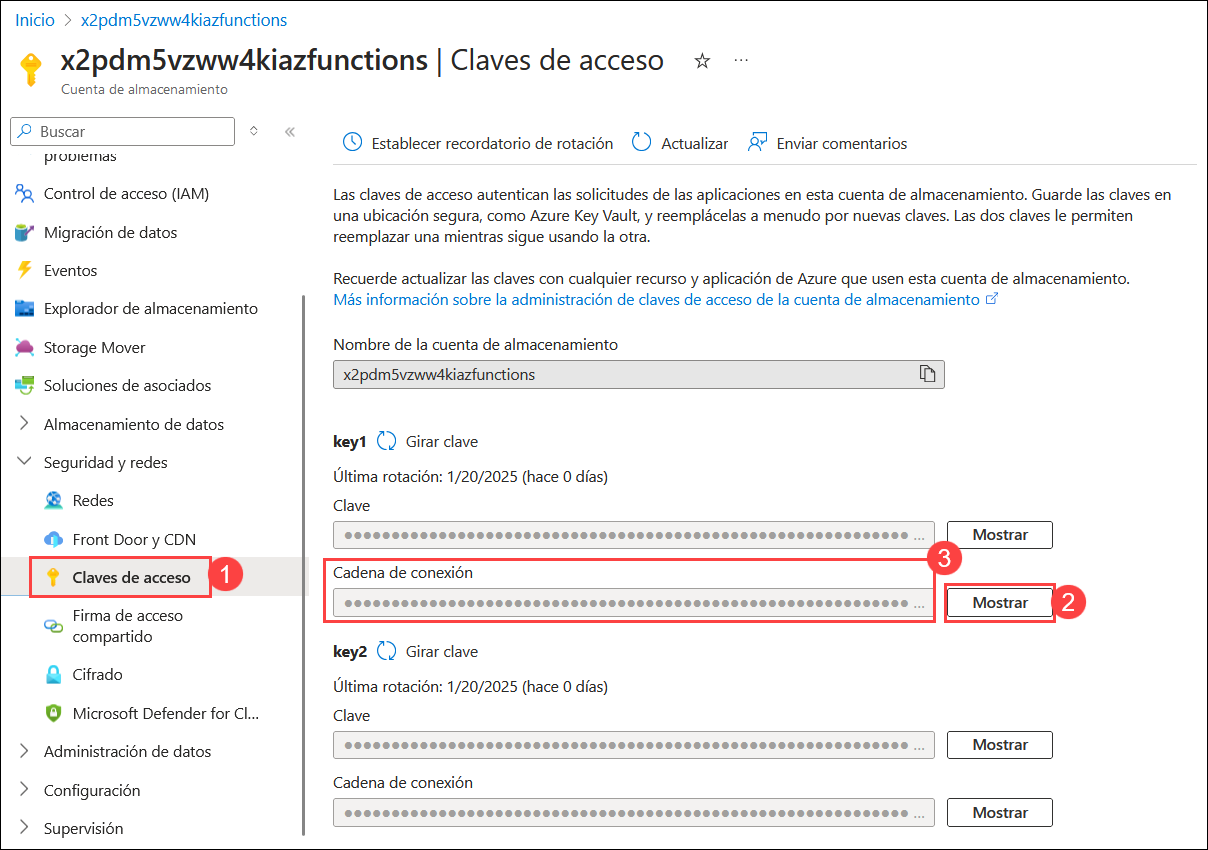 Inicio > x2pdm5vzww4kiazfunctions
x2pdm5vzww4kiazfunctions | Claves de acceso
Cuenta de almacenamiento
Buscar
problemas
Control de acceso (IAM)
Migración de datos
Eventos
Explorador de almacenamiento
Storage Mover
Soluciones de asociados
Almacenamiento de datos
Seguridad y redes
Redes
Front Door y CDN
Claves de acceso
1
Firma de acceso
compartido
Cifrado
Microsoft Defender for Cl...
Administración de datos
Configuración
Supervisión
Establecer recordatorio de rotación Actualizar Enviar comentarios
Las claves de acceso autentican las solicitudes de las aplicaciones en esta cuenta de almacenamiento. Guarde las claves en
una ubicación segura, como Azure Key Vault, y reemplácelas a menudo por nuevas claves. Las dos claves le permiten
reemplazar una mientras sigue usando la otra.
Recuerde actualizar las claves con cualquier recurso y aplicación de Azure que usen esta cuenta de almacenamiento.
Más información sobre la administración de claves de acceso de la cuenta de almacenamiento
Nombre de la cuenta de almacenamiento
x2pdm5vzww4kiazfunctions
key1 Girar clave
Última rotación: 1/20/2025 (hace 0 días)
Clave
Mostrar
3
Cadena de conexión
Mostrar
2
key2 Girar clave
Última rotación: 1/20/2025 (hace 0 días)
Clave
Mostrar
Cadena de conexión
Mostrar